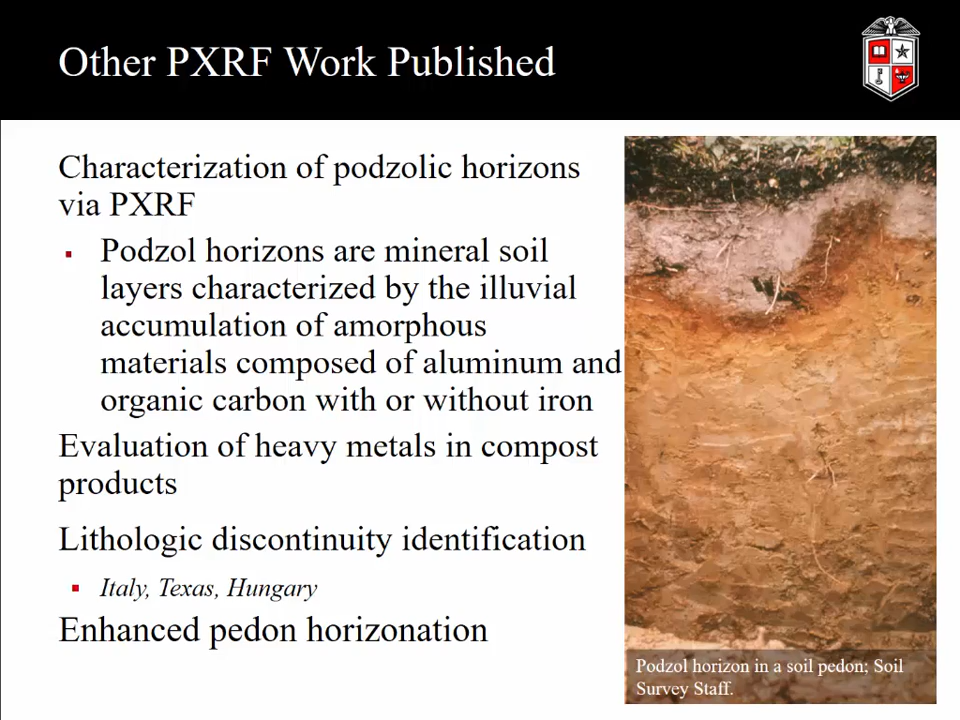 Other PXRF Work Published
Characterization of podzolic horizons
via PXRF
Podzol horizons are mineral soil
layers characterized by the illuvial
accumulation of amorphous
materials composed of aluminum and
organic carbon with or without iron
Evaluation of heavy metals in compost
products
Lithologic discontinuity identification
Italy, Texas, Hungary
Enhanced pedon horizonation
Podzol horizon in a soil pedon; Soil
Survey Staff.